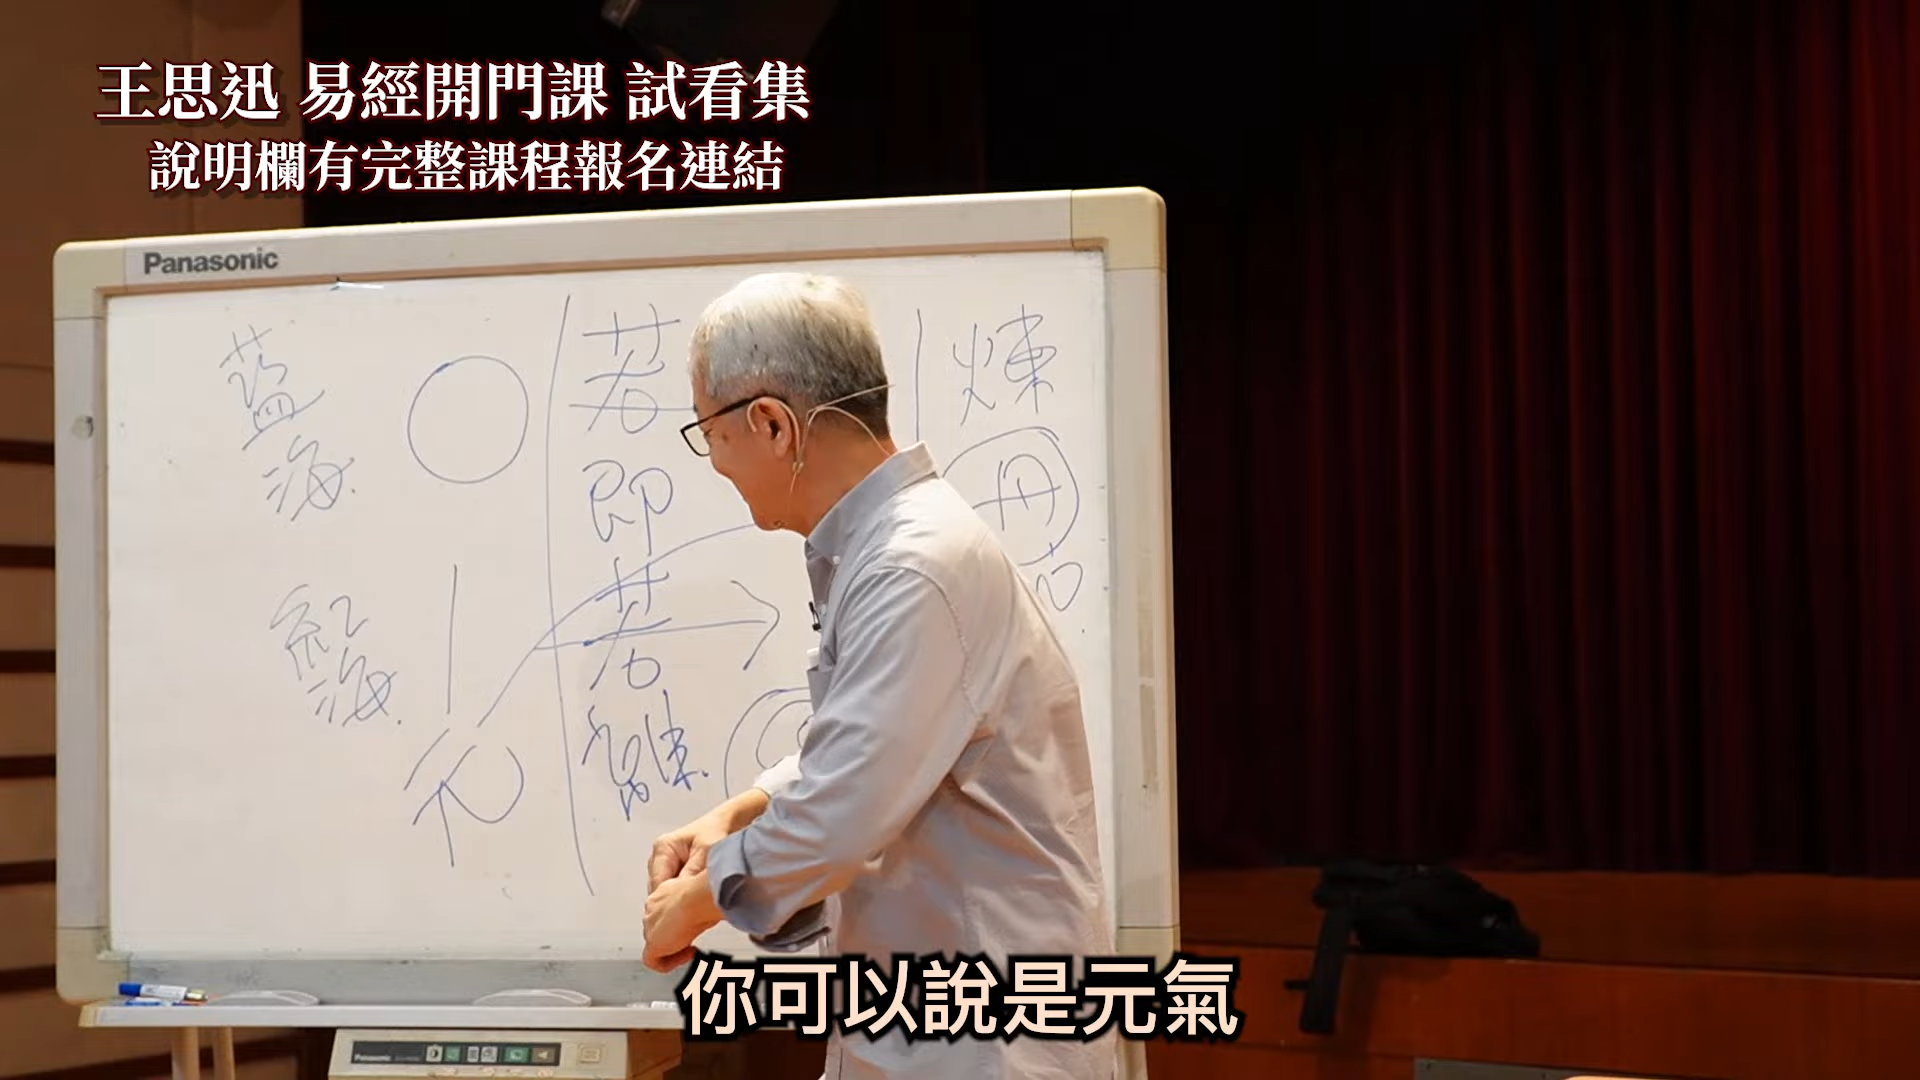 王思迅 易經開門課 試看集
說明欄有完整課程報名連結
Panasonic
藍海
紅海
若即若離
煉丹
Panasonic
你可以說是元氣